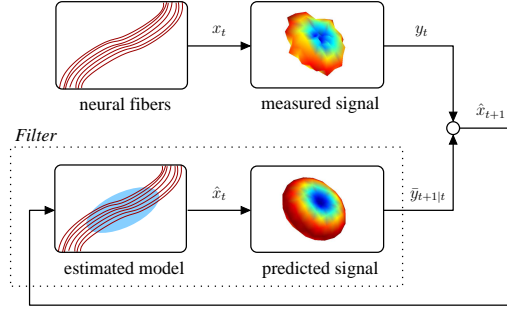 x_t
y_t
neural fibers
measured signal
x̂_{t+1}
Filter
x̂_t
ȳ_{t+1|t}
estimated model
predicted signal